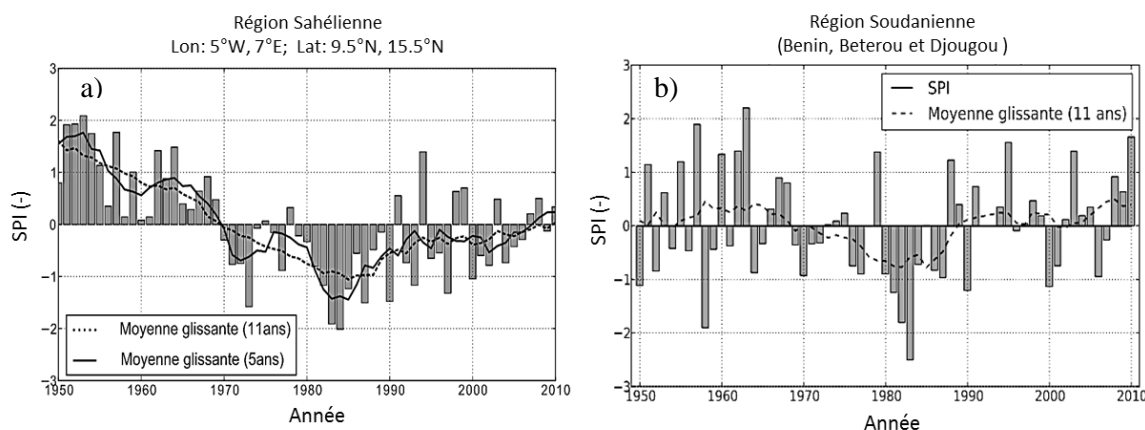 Région Sahélienne
Lon: 5°W, 7°E; Lat: 9.5°N, 15.5°N
a)
SPI (-)
3
2
1
0
−1
−2
−3
Moyenne glissante (11ans)
Moyenne glissante (5ans)
1950 1960 1970 1980 1990 2000 2010
Année
Région Soudanienne
(Benin, Beterou et Djougou )
b)
SPI
Moyenne glissante (11 ans)
SPI (-)
3
2
1
0
−1
−2
−3
1950 1960 1970 1980 1990 2000 2010
Année